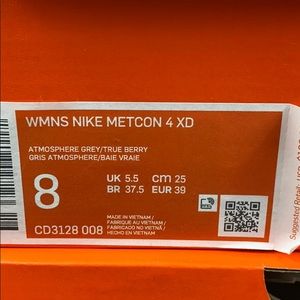 WMNS NIKE METCON 4 XD
ATMOSPHERE GREY/TRUE BERRY
GRIS ATMOSPHERE/BAIE VRAIE
8
UK 5.5 cm 25
BR 37.5 EUR 39
MADE IN VIETNAM/
FABRIQUE AU VIETNAM/
FABRICADO NO VIETNÃ/
HECHO EN VIETNAM
CD3128 008
Suggested Retail: